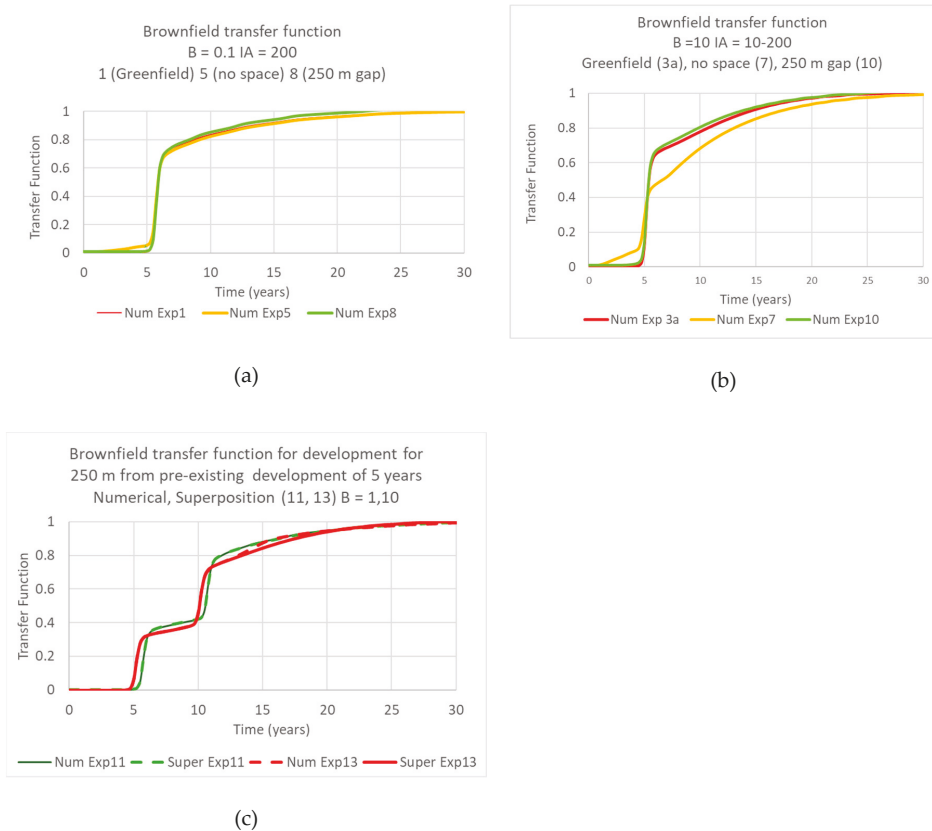 Brownfield transfer function
B = 0.1 IA = 200
1 (Greenfield) 5 (no space) 8 (250 m gap)
1
0.8
0.6
0.4
0.2
0
Transfer Function
0 5 10 15 20 25 30
Time (years)
Num Exp1 Num Exp5 Num Exp8
(a)
Brownfield transfer function
B =10 IA = 10-200
Greenfield (3a), no space (7), 250 m gap (10)
1
0.8
0.6
0.4
0.2
0
Transfer Function
0 5 10 15 20 25 30
Time (years)
Num Exp 3a Num Exp7 Num Exp10
(b)
Brownfield transfer function for development for
250 m from pre-existing development of 5 years
Numerical, Superposition (11, 13) B = 1,10
1
0.8
0.6
0.4
0.2
0
Transfer Function
0 5 10 15 20 25 30
Time (years)
Num Exp11 Super Exp11 Num Exp13 Super Exp13
(c)